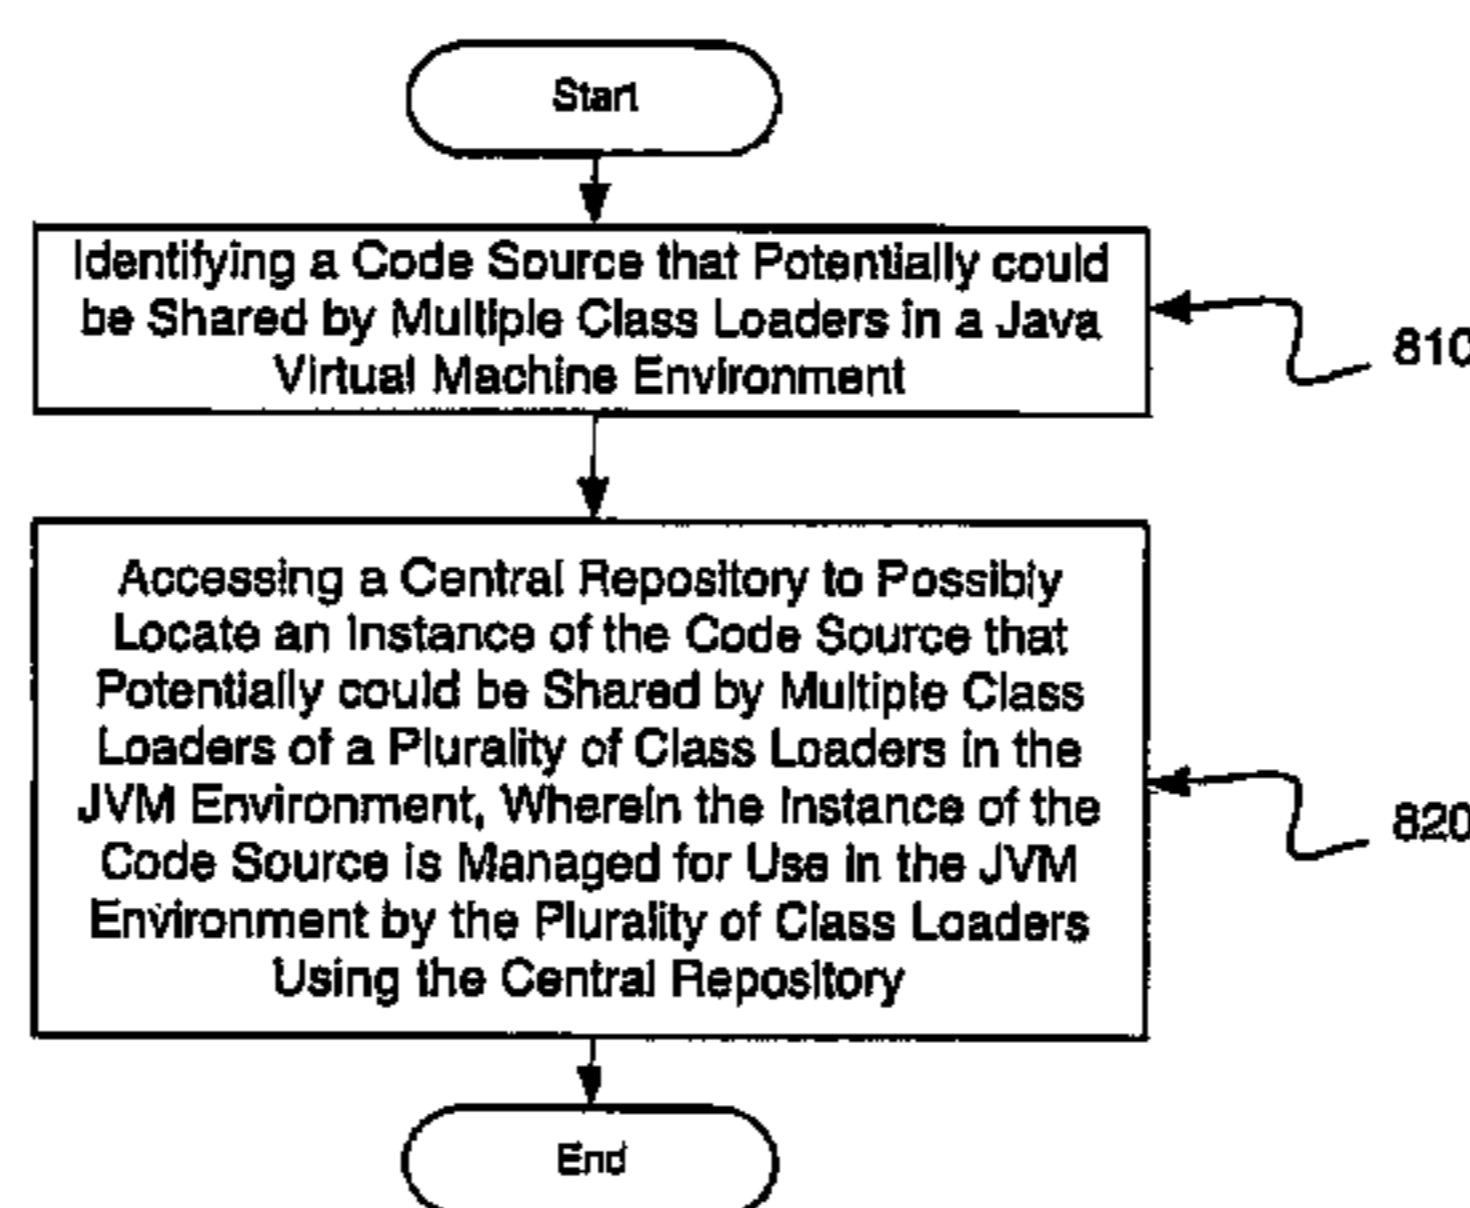 Start
Identifying a Code Source that Potentially could
be Shared by Multiple Class Loaders in a Java
Virtual Machine Environment
810
Accessing a Central Repository to Possibly
Locate an Instance of the Code Source that
Potentially could be Shared by Multiple Class
Loaders of a Plurality of Class Loaders in the
JVM Environment, Wherein the Instance of the
Code Source is Managed for Use in the JVM
Environment by the Plurality of Class Loaders
Using the Central Repository
820
End